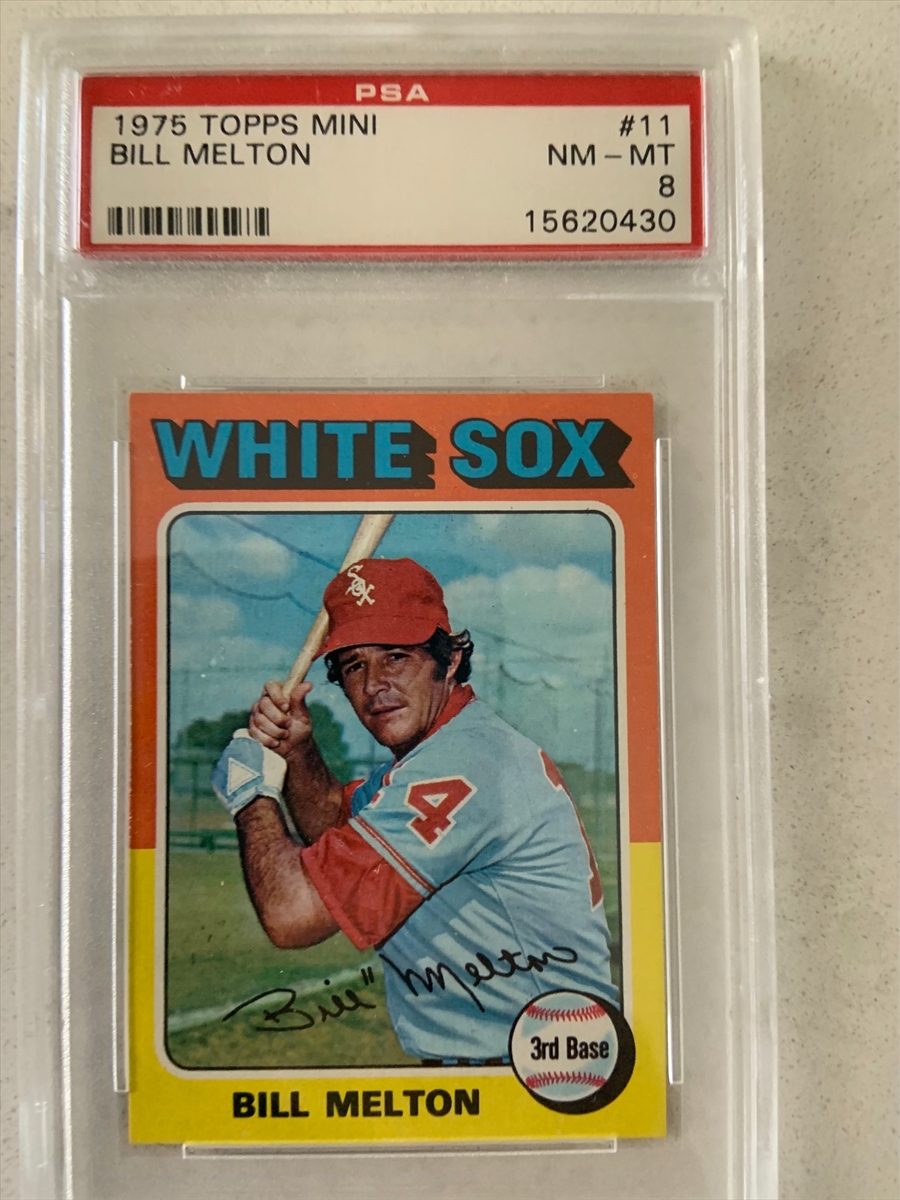 PSA
1975 TOPPS MINI #11
BILL MELTON NM - MT
8
15620430
WHITE SOX
SOX
4
Bill" Melton
3rd Base
BILL MELTON